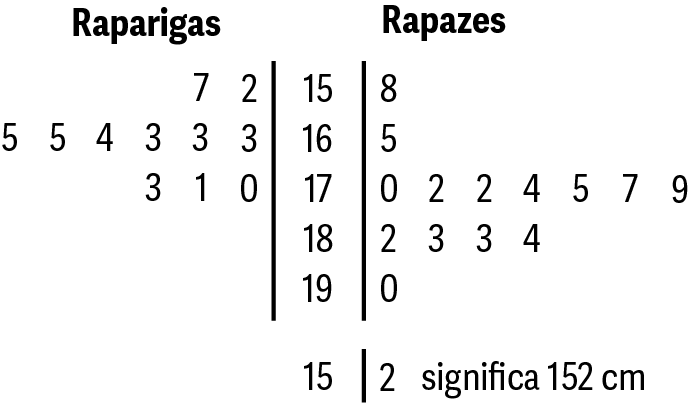 Raparigas Rapazes
7 2 | 15 | 8
5 5 4 3 3 3 | 16 | 5
3 1 0 | 17 | 0 2 2 4 5 7 9
18 | 2 3 3 4
19 | 0
15 | 2 significa 152 cm